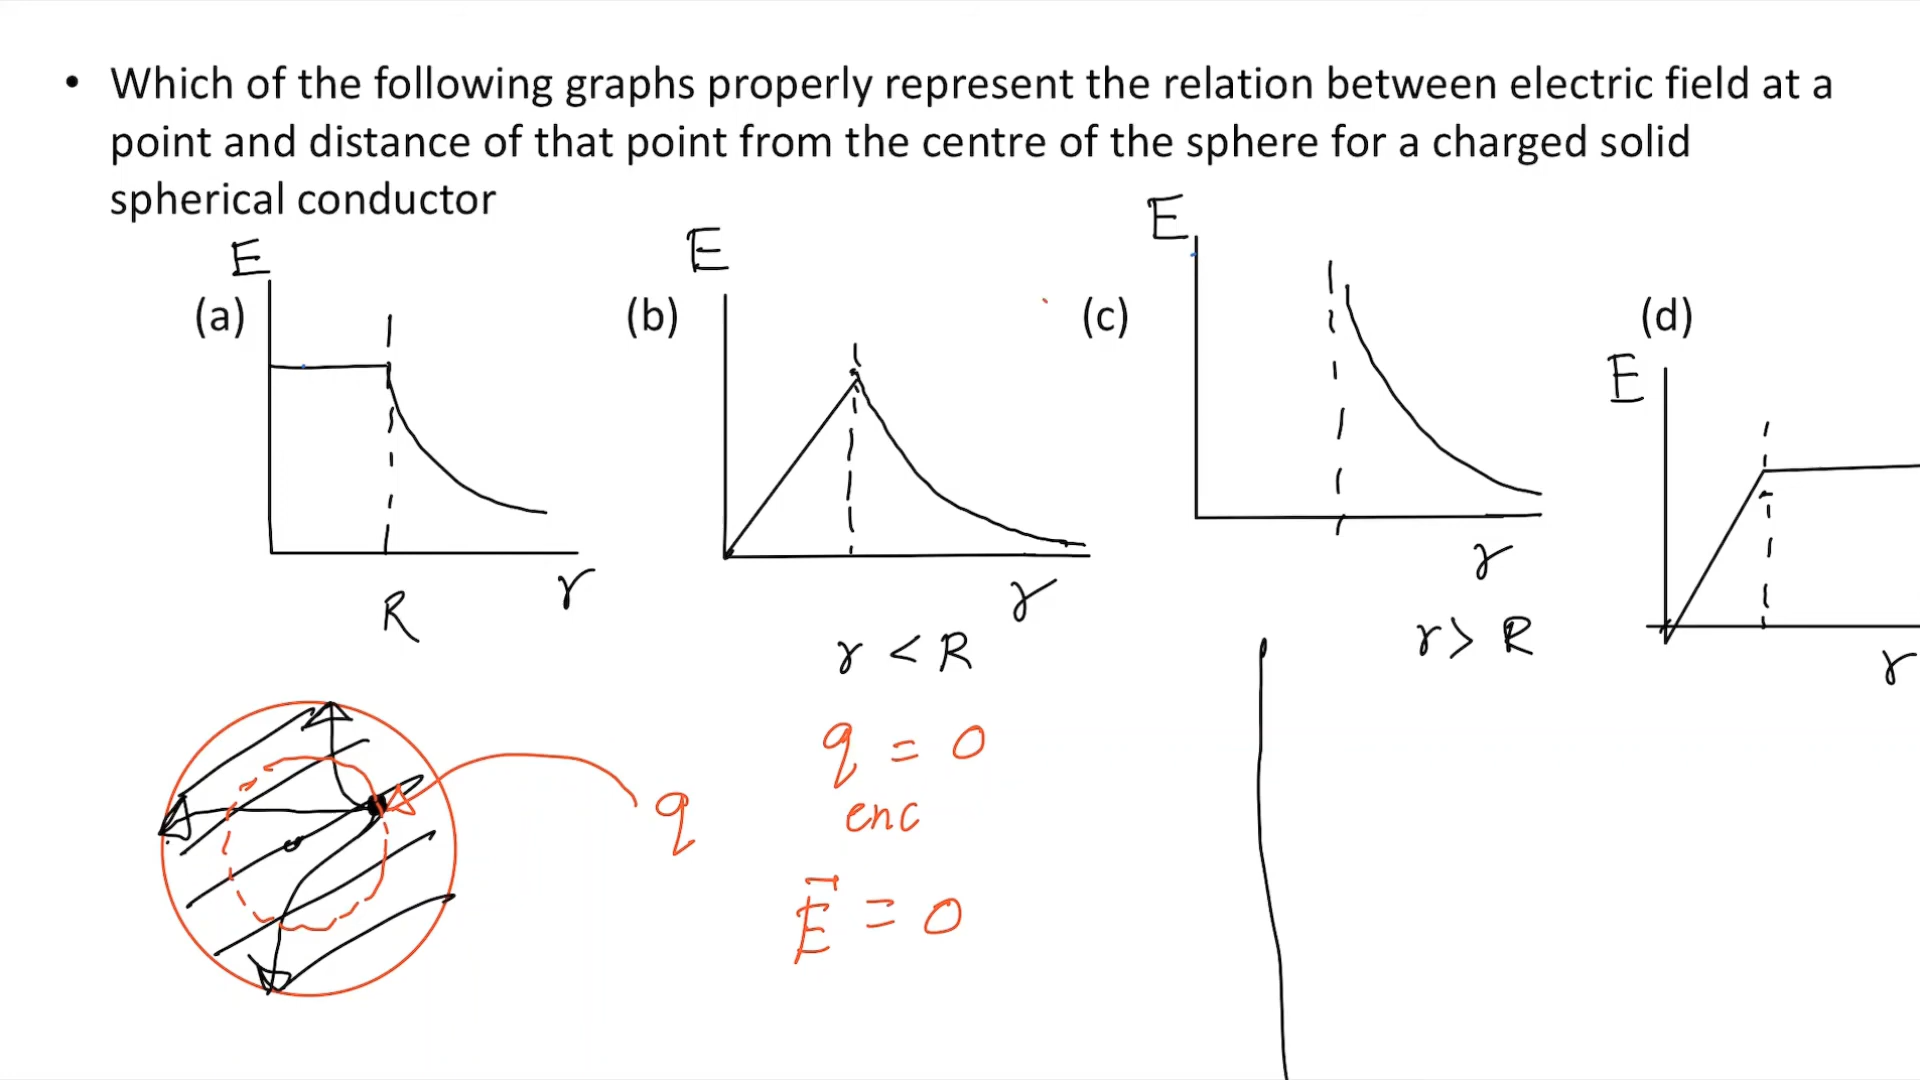 • Which of the following graphs properly represent the relation between electric field at a
point and distance of that point from the centre of the sphere for a charged solid
spherical conductor
(a)
E
R
r
(b)
E
r
(c)
E
r
(d)
E
r
r < R
q = 0
enc
E⃗ = 0
r > R
q